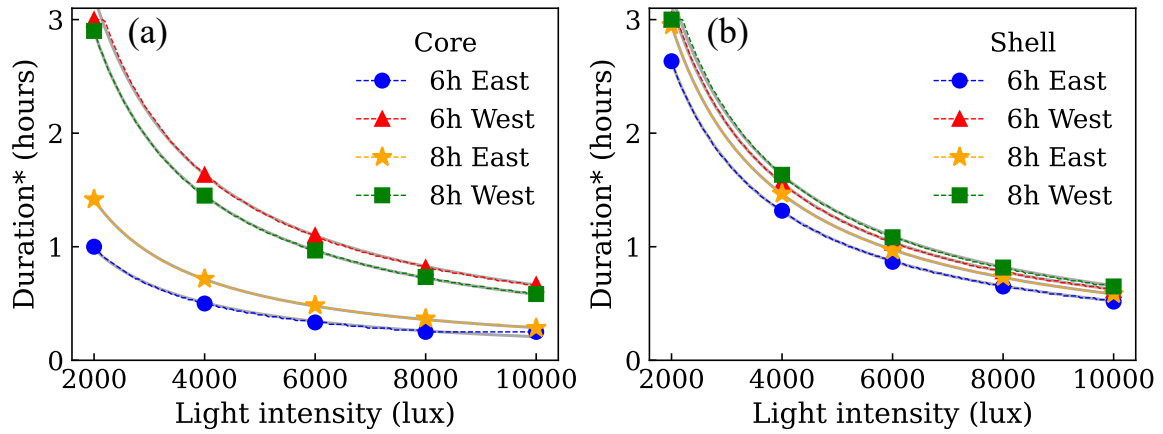 (a)
Core
6h East
6h West
8h East
8h West
3
2
1
0
Duration* (hours)
2000 4000 6000 8000 10000
Light intensity (lux)
(b)
Shell
6h East
6h West
8h East
8h West
3
2
1
0
Duration* (hours)
2000 4000 6000 8000 10000
Light intensity (lux)